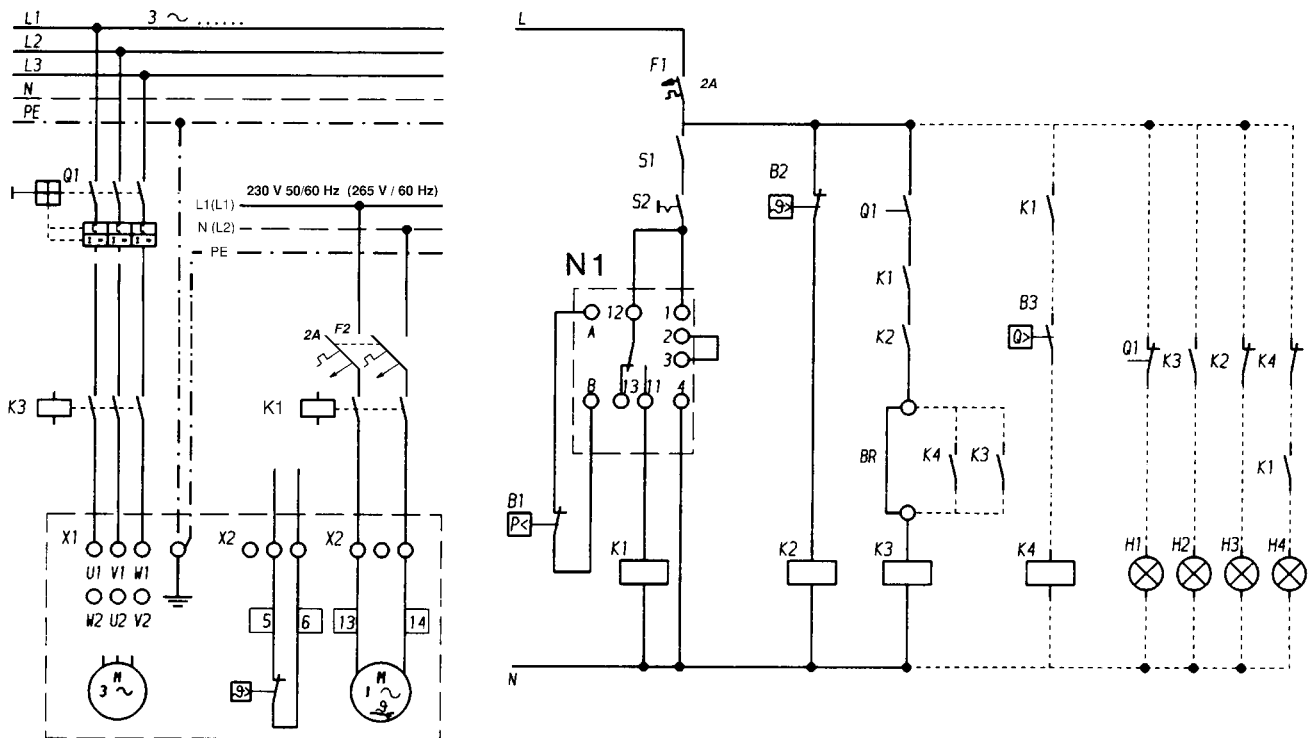 L1 3 ~ ......
L2
L3
N
PE
Q1
I > I > I >
230 V 50/60 Hz (265 V / 60 Hz)
L1(L1)
N (L2)
PE
2A F2
K3
K1
X1
X2
X2
U1 V1 W1
W2 U2 V2
5 6 13 14
M
3 ~
ϑ>
M
1 ~
ϑ
L
F1
2A
S1
S2
N1
A 12 1
2
3
B 13 11 4
B1
P<
K1
B2
ϑ>
K2
Q1
K1
K2
BR
K4 K3
K3
K1
B3
Q>
K4
Q1 K3 K2 K4
K1
H1 H2 H3 H4
N